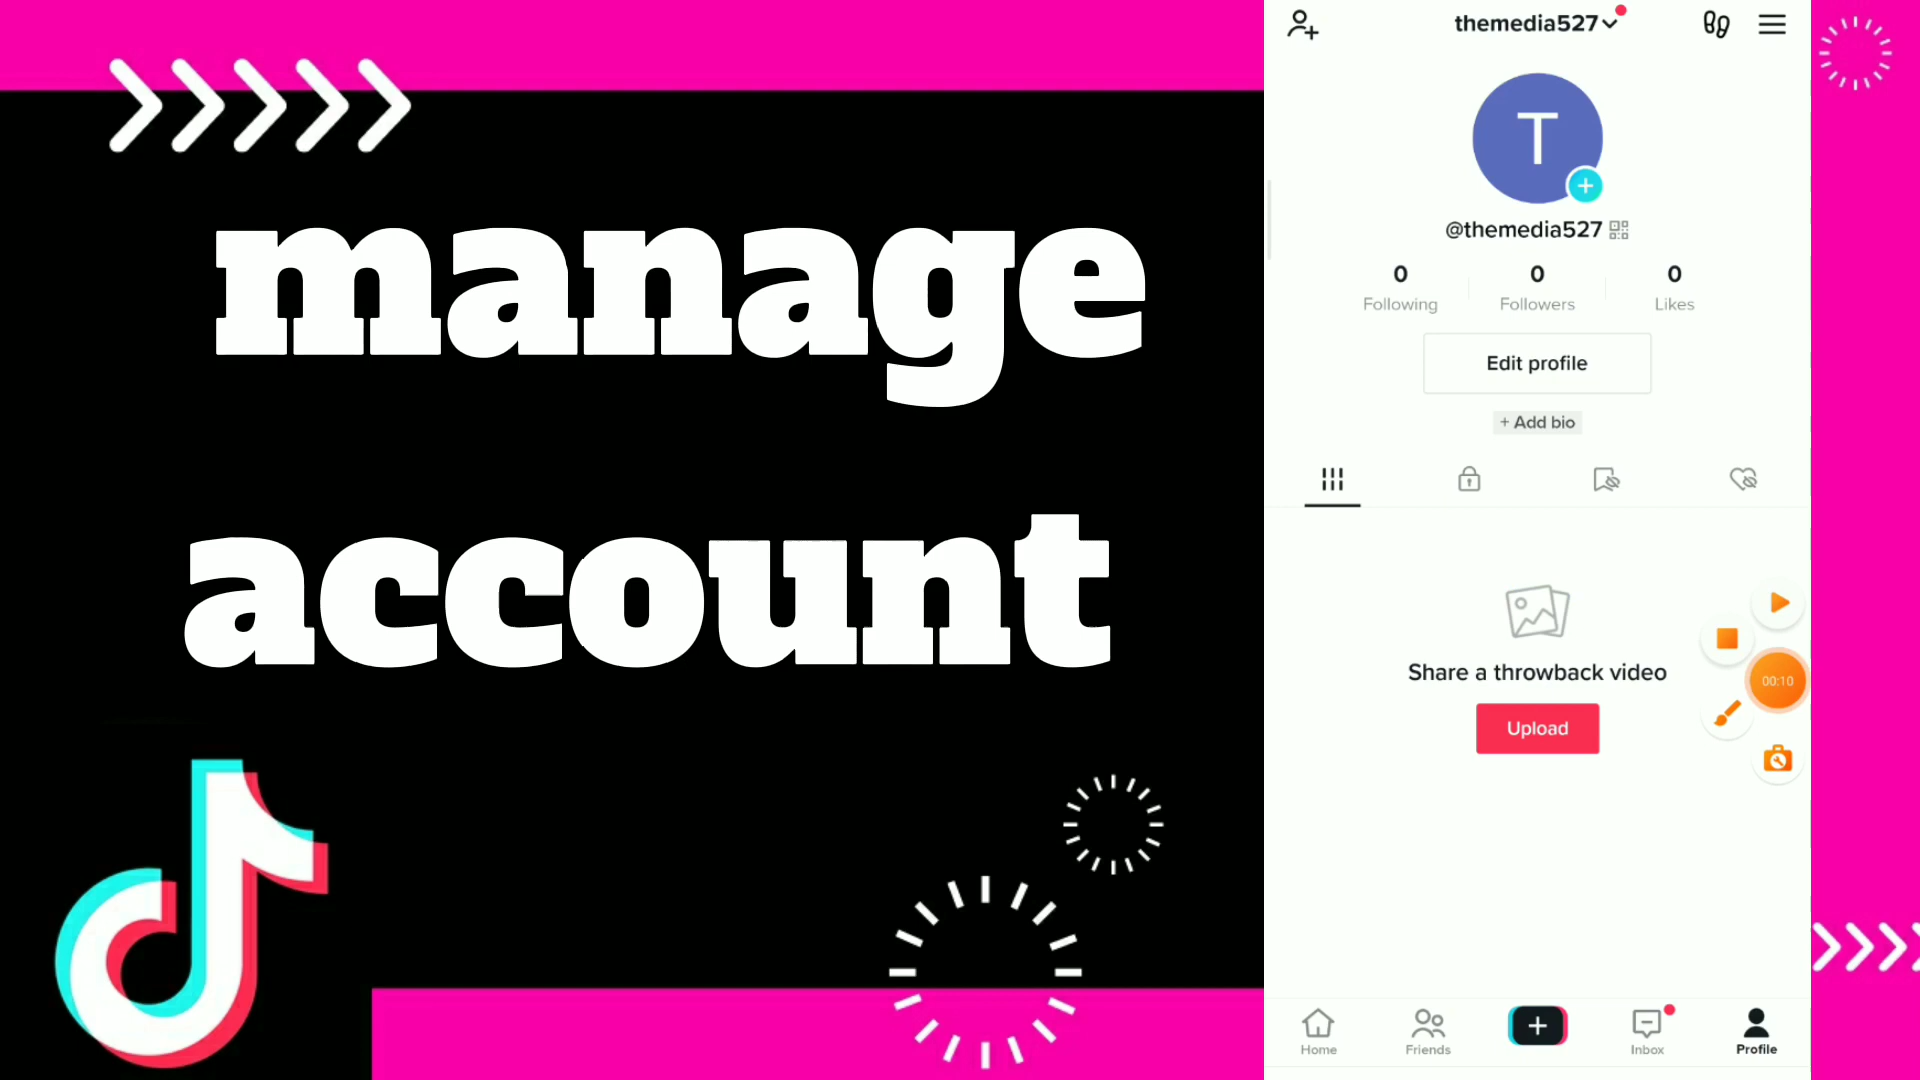 manage
account
themedia527
T
@themedia527
0 0 0
Following Followers Likes
Edit profile
+ Add bio
Share a throwback video
00:10
Upload
Home Friends Inbox Profile